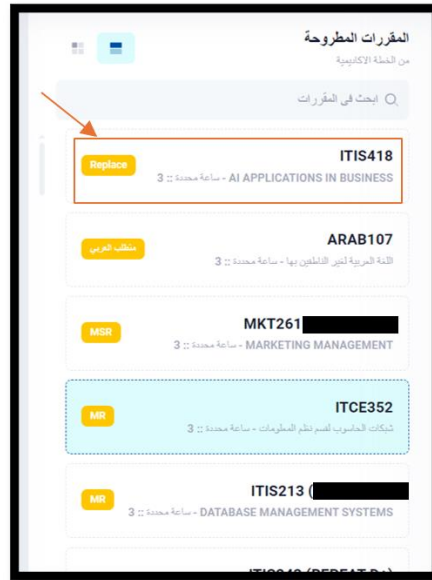 المقررات المطروحة
من الخطة الاكاديمية
ابحث في المقررات
ITIS418
Replace
AI APPLICATIONS IN BUSINESS - ساعة محددة :: 3
ARAB107
متطلب العربي
اللغة العربية لغير الناطقين بها - ساعة محددة :: 3
MKT261
MSR
MARKETING MANAGEMENT - ساعة محددة :: 3
ITCE352
MR
شبكات الحاسوب لقسم نظم المعلومات - ساعة محددة :: 3
ITIS213 (
MR
DATABASE MANAGEMENT SYSTEMS - ساعة محددة :: 3